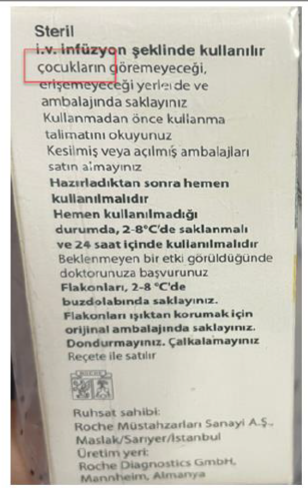 Steril
i.v. infüzyon şeklinde kullanılır
çocukların göremeyeceği,
erişemeyeceği yerlerde ve
ambalajında saklayınız
Kullanmadan önce kullanma
talimatını okuyunuz
Kesilmiş veya açılmış ambalajları
satın almayınız
Hazırladıktan sonra hemen
kullanılmalıdır
Hemen kullanılmadığı
durumda, 2-8°C'de saklanmalı
ve 24 saat içinde kullanılmalıdır
Beklenmeyen bir etki görüldüğünde
doktorunuza başvurunuz
Flakonları, 2-8 °C'de
buzdolabında saklayınız.
Flakonları ışıktan korumak için
orijinal ambalajında saklayınız.
Dondurmayınız. Çalkalamayınız
Reçete ile satılır
Ruhsat sahibi:
Roche Müstahzarları Sanayi A.Ş.,
Maslak/Sarıyer/İstanbul
Üretim yeri:
Roche Diagnostics GmbH,
Mannheim, Almanya